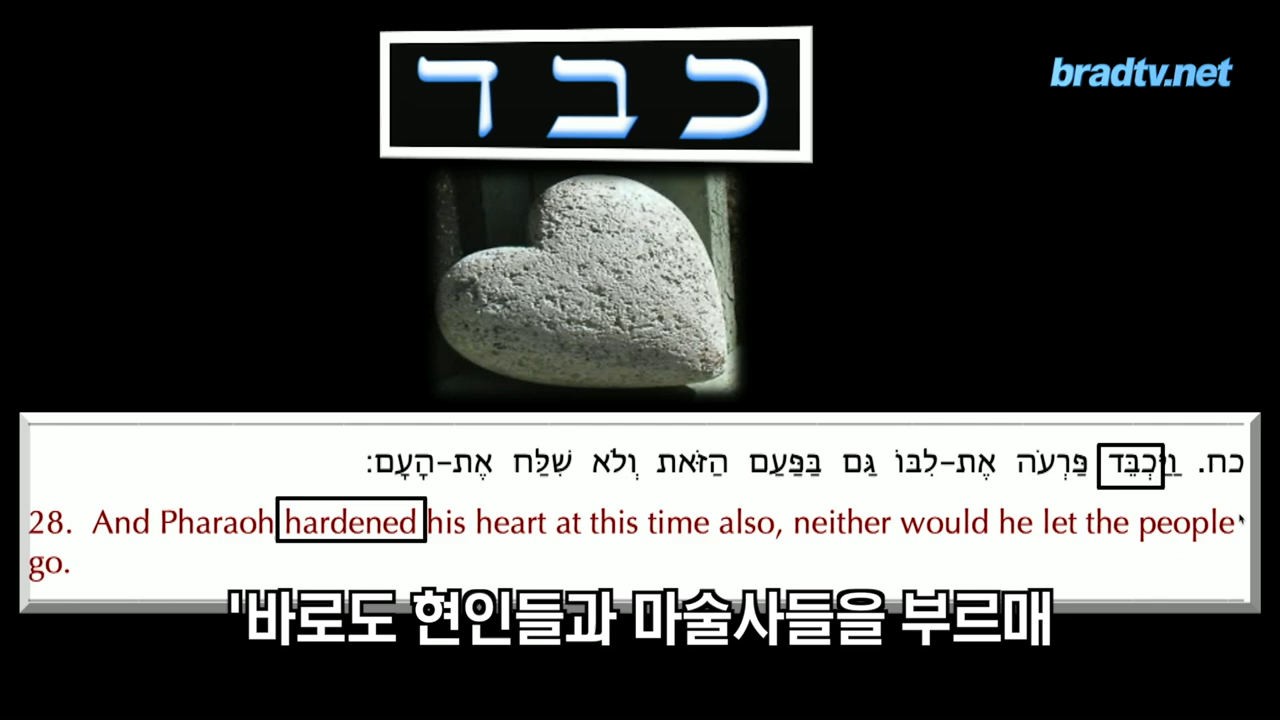 כבד
bradtv.net
כח. וַיַּכְבֵּד פַּרְעֹה אֶת–לִבּוֹ גַּם בַּפַּעַם הַזֹּאת וְלֹא שִׁלַּח אֶת–הָעָם:
28. And Pharaoh hardened his heart at this time also, neither would he let the people
go.
'바로도 현인들과 마술사들을 부르매